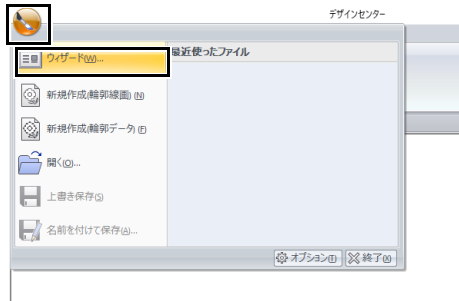 デザインセンター
ウィザード(W)...
最近使ったファイル
新規作成(輪郭線画) (N)
新規作成(輪郭データ) (F)
開く(O)...
上書き保存(S)
名前を付けて保存(A)...
オプション(T)
終了(X)